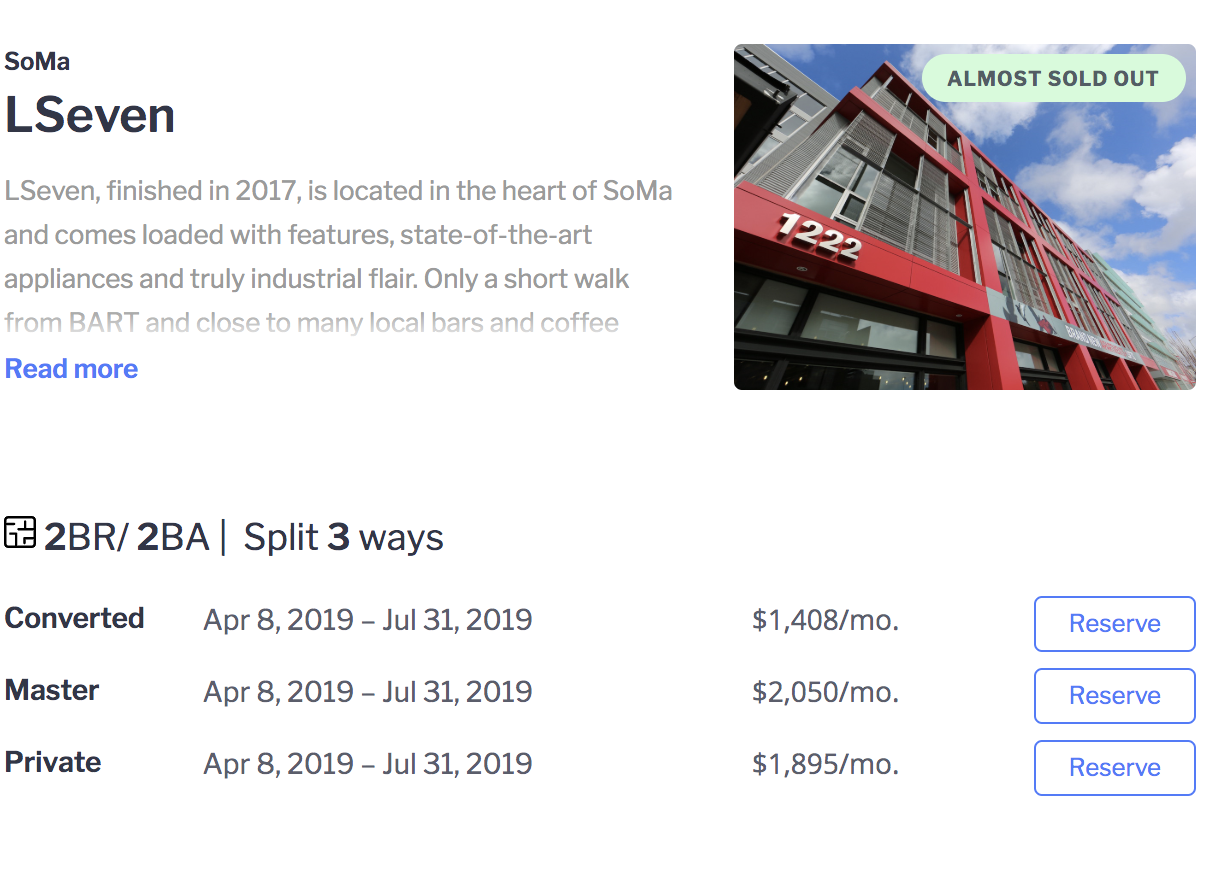 SoMa
LSeven
ALMOST SOLD OUT
LSeven, finished in 2017, is located in the heart of SoMa
and comes loaded with features, state-of-the-art
appliances and truly industrial flair. Only a short walk
from BART and close to many local bars and coffee
Read more
1222
BRAND NEW
2BR/ 2BA | Split 3 ways
Converted Apr 8, 2019 – Jul 31, 2019 $1,408/mo. Reserve
Master Apr 8, 2019 – Jul 31, 2019 $2,050/mo. Reserve
Private Apr 8, 2019 – Jul 31, 2019 $1,895/mo. Reserve